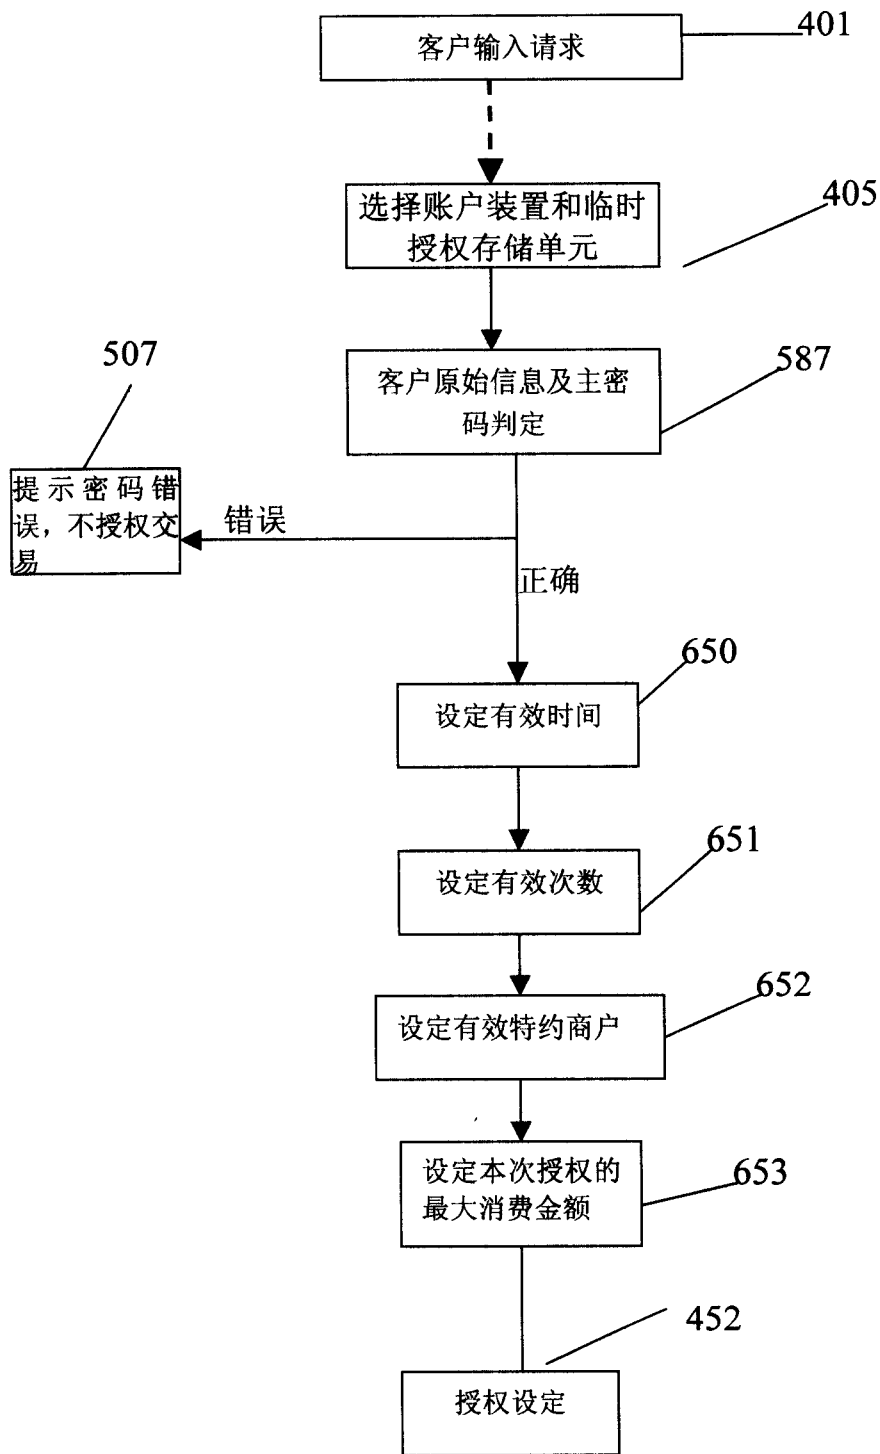 客户输入请求
401
选择账户装置和临时
授权存储单元
405
客户原始信息及主密
码判定
587
507
提示密码错
误，不授权交
易
错误
正确
650
设定有效时间
651
设定有效次数
652
设定有效特约商户
设定本次授权的
最大消费金额
653
452
授权设定